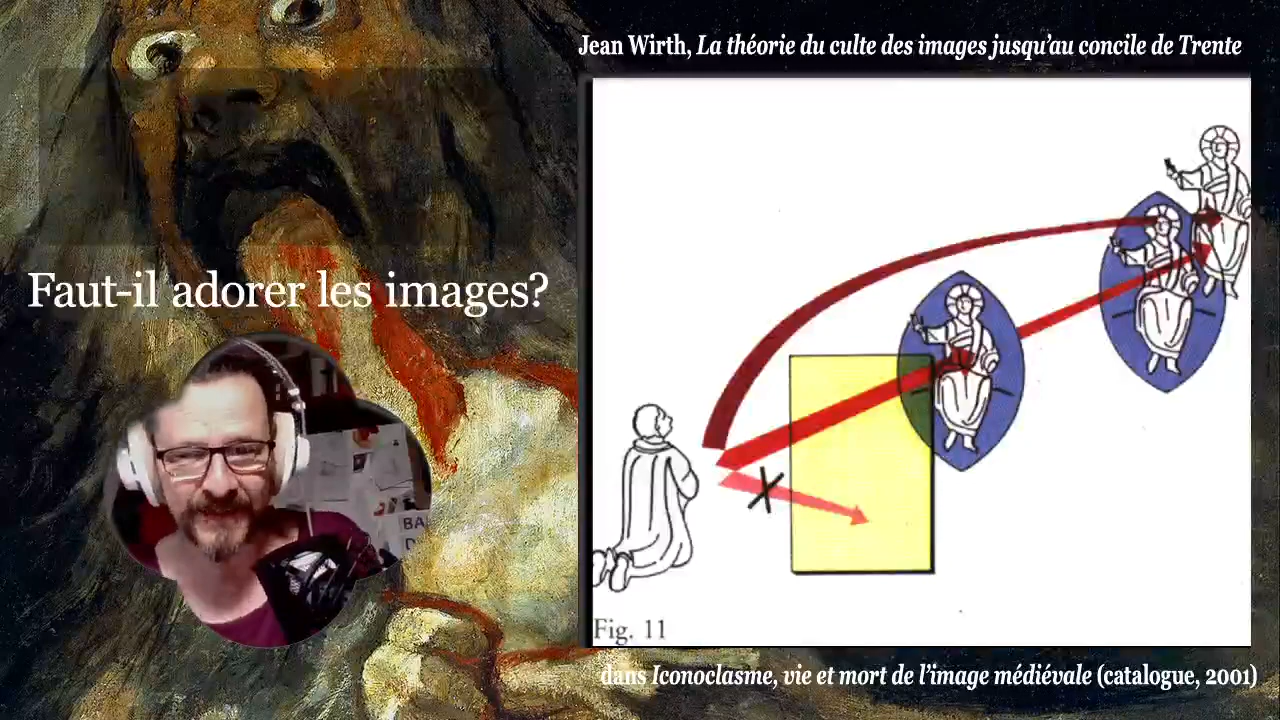 Jean Wirth, La théorie du culte des images jusqu'au concile de Trente
Faut-il adorer les images?
BA
Fig. 11
dans Iconoclasme, vie et mort de l'image médiévale (catalogue, 2001)